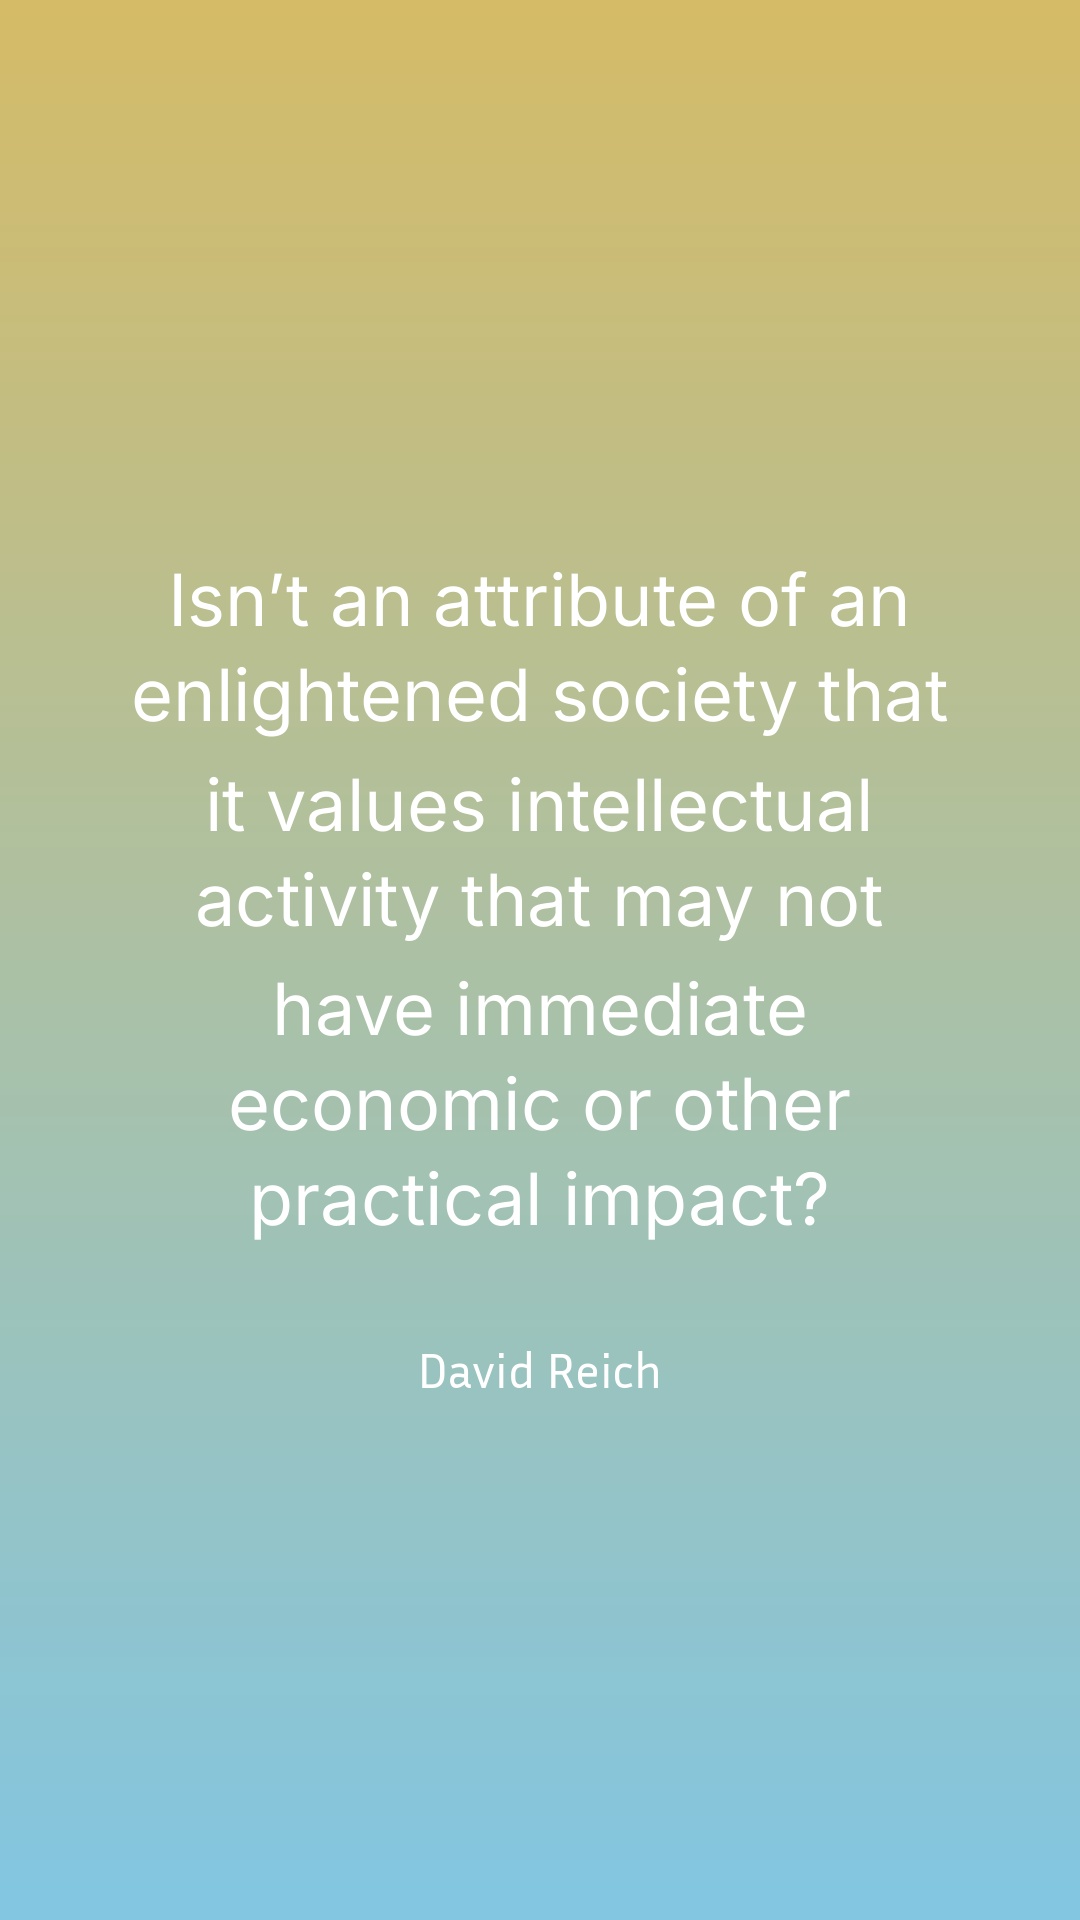 Isn’t an attribute of an
enlightened society that
it values intellectual
activity that may not
have immediate
economic or other
practical impact?
David Reich